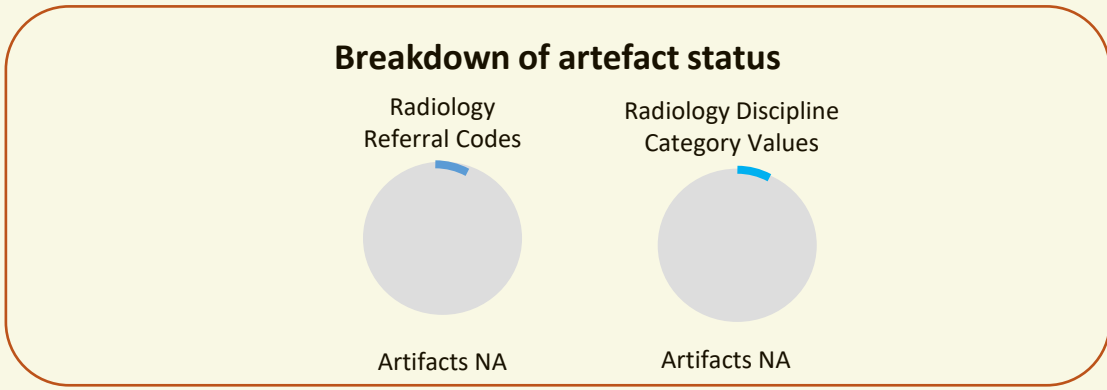 Breakdown of artefact status
Radiology
Referral Codes
Radiology Discipline
Category Values
Artifacts NA
Artifacts NA